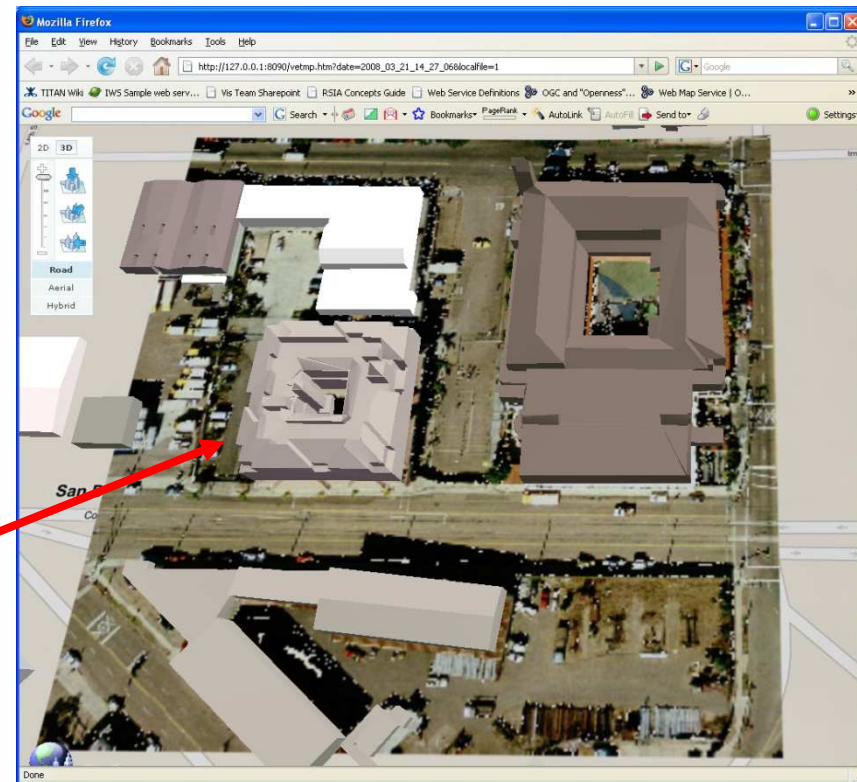 Mozilla Firefox
File Edit View History Bookmarks Tools Help
http://127.0.0.1:8090/vetmp.htm?date=2008_03_21_14_27_06&localfile=1
Google
TITAN Wiki IWS Sample web serv... Vis Team Sharepoint RSIA Concepts Guide Web Service Definitions OGC and "Openness"... Web Map Service | O... »
Google Search Bookmarks PageRank AutoLink AutoFill Send to Settings
2D 3D
Road
Aerial
Hybrid
San
Co
Done